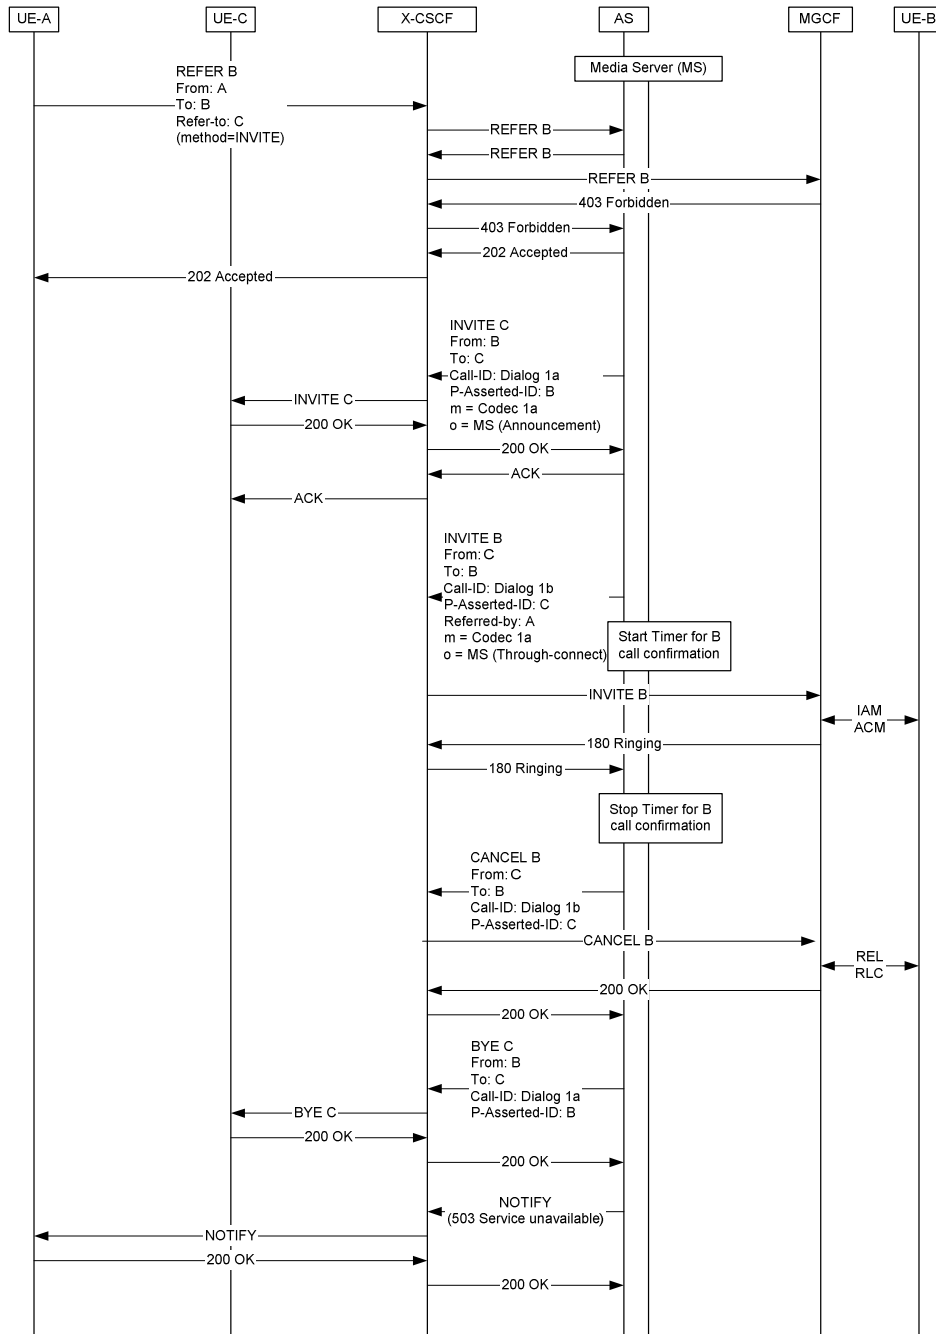 UE-A
UE-C
X-CSCF
AS
MGCF
UE-B
Media Server (MS)
REFER B
From: A
To: B
Refer-to: C
(method=INVITE)
REFER B
REFER B
REFER B
403 Forbidden
403 Forbidden
202 Accepted
202 Accepted
INVITE C
From: B
To: C
Call-ID: Dialog 1a
P-Asserted-ID: B
m = Codec 1a
o = MS (Announcement)
INVITE C
200 OK
200 OK
ACK
ACK
INVITE B
From: C
To: B
Call-ID: Dialog 1b
P-Asserted-ID: C
Referred-by: A
m = Codec 1a
o = MS (Through-connect)
Start Timer for B
call confirmation
INVITE B
IAM
ACM
180 Ringing
180 Ringing
Stop Timer for B
call confirmation
CANCEL B
From: C
To: B
Call-ID: Dialog 1b
P-Asserted-ID: C
CANCEL B
REL
RLC
200 OK
200 OK
BYE C
From: B
To: C
Call-ID: Dialog 1a
P-Asserted-ID: B
BYE C
200 OK
200 OK
NOTIFY
(503 Service unavailable)
NOTIFY
200 OK
200 OK